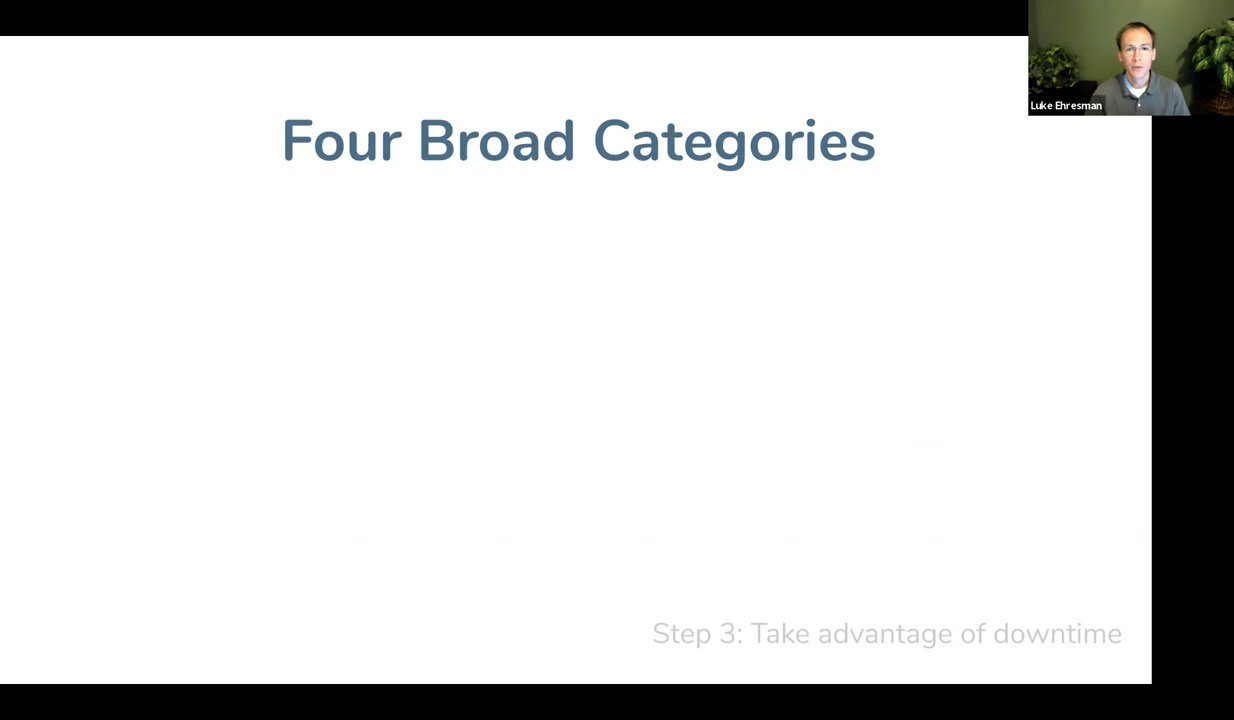 Four Broad Categories
Luke Ehresman
Step 3: Take advantage of downtime